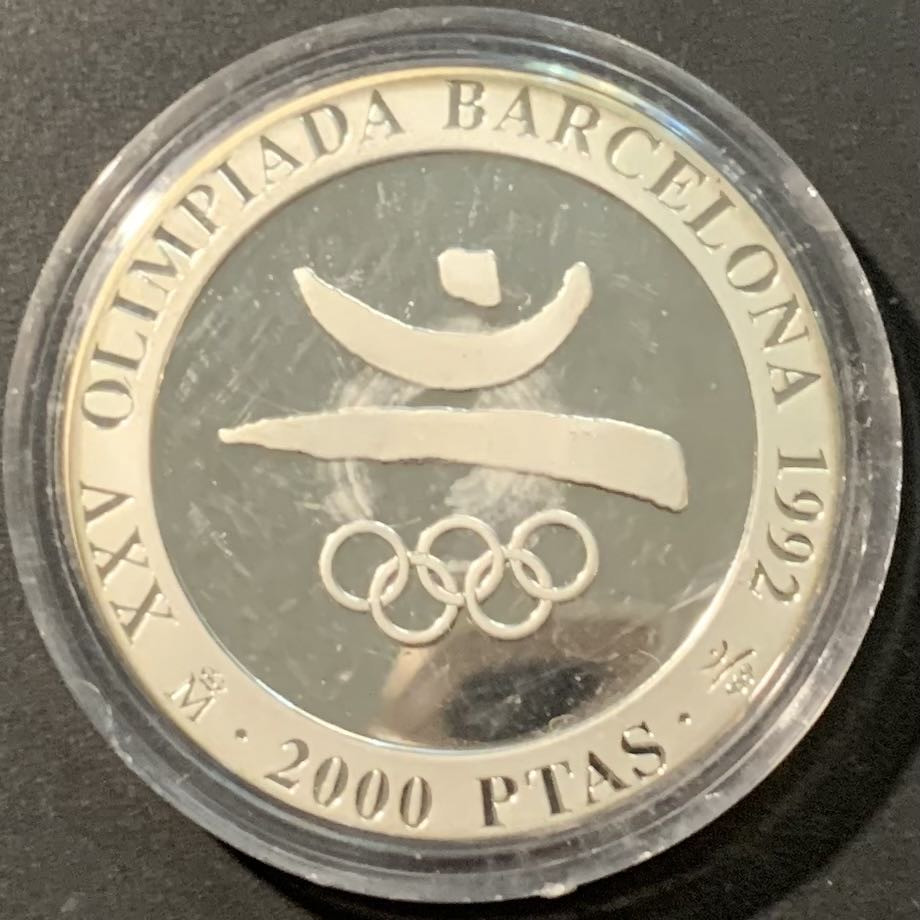 XXV OLIMPIADA BARCELONA 1992
M · 2000 PTAS ·